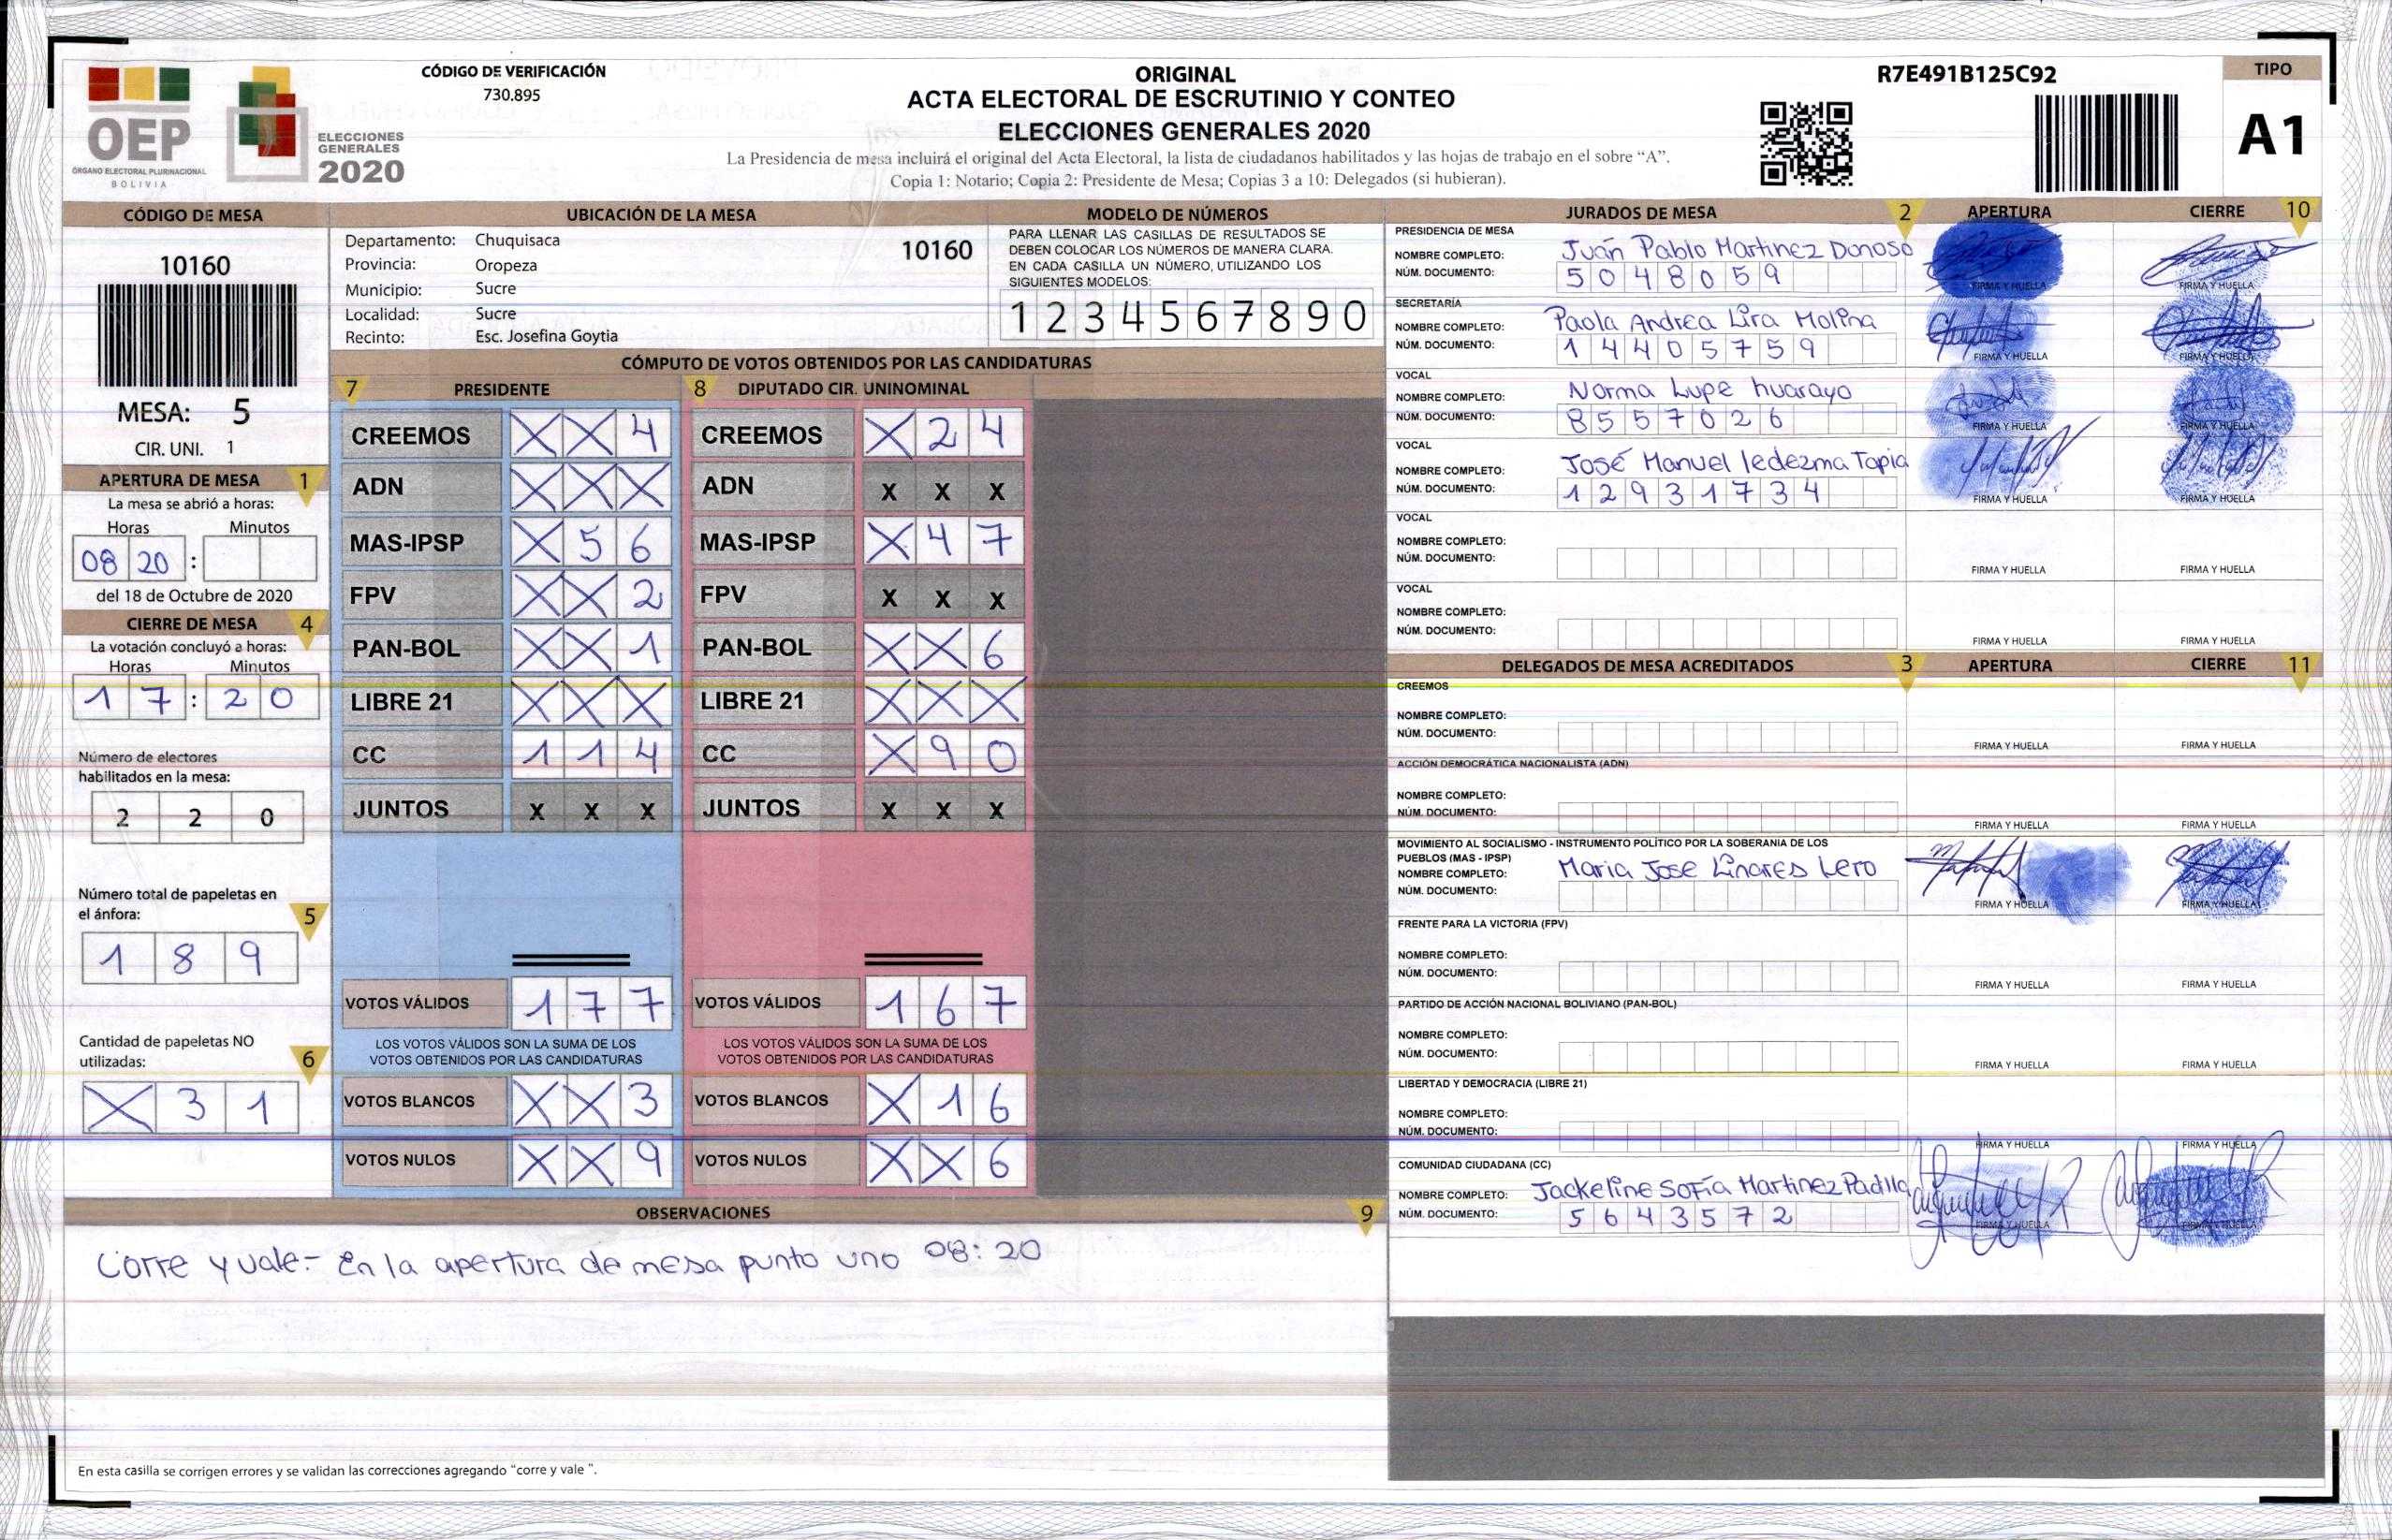 OEP
ÓRGANO ELECTORAL PLURINACIONAL
BOLIVIA
ELECCIONES
GENERALES
2020
CÓDIGO DE VERIFICACIÓN
730.895
ORIGINAL
ACTA ELECTORAL DE ESCRUTINIO Y CONTEO
ELECCIONES GENERALES 2020
La Presidencia de mesa incluirá el original del Acta Electoral, la lista de ciudadanos habilitados y las hojas de trabajo en el sobre “A”.
Copia 1: Notario; Copia 2: Presidente de Mesa; Copias 3 a 10: Delegados (si hubieran).
R7E491B125C92
TIPO
A1
CÓDIGO DE MESA
10160
MESA: 5
CIR. UNI. 1
APERTURA DE MESA 1
La mesa se abrió a horas:
Horas Minutos
08 20 :
del 18 de Octubre de 2020
CIERRE DE MESA 4
La votación concluyó a horas:
Horas Minutos
1 7 : 2 0
Número de electores
habilitados en la mesa:
2 2 0
Número total de papeletas en
el ánfora: 5
1 8 9
Cantidad de papeletas NO
utilizadas: 6
X 3 1
UBICACIÓN DE LA MESA
Departamento: Chuquisaca 10160
Provincia: Oropeza
Municipio: Sucre
Localidad: Sucre
Recinto: Esc. Josefina Goytia
MODELO DE NÚMEROS
PARA LLENAR LAS CASILLAS DE RESULTADOS SE
DEBEN COLOCAR LOS NÚMEROS DE MANERA CLARA.
EN CADA CASILLA UN NÚMERO, UTILIZANDO LOS
SIGUIENTES MODELOS:
1 2 3 4 5 6 7 8 9 0
CÓMPUTO DE VOTOS OBTENIDOS POR LAS CANDIDATURAS
7 PRESIDENTE 8 DIPUTADO CIR. UNINOMINAL
CREEMOS X X 4 CREEMOS X 2 4
ADN X X X ADN X X X
MAS-IPSP X 5 6 MAS-IPSP X 4 7
FPV X X 2 FPV X X X
PAN-BOL X X 1 PAN-BOL X X 6
LIBRE 21 X X X LIBRE 21 X X X
CC 1 1 4 CC X 9 0
JUNTOS X X X JUNTOS X X X
VOTOS VÁLIDOS 1 7 7 VOTOS VÁLIDOS 1 6 7
LOS VOTOS VÁLIDOS SON LA SUMA DE LOS LOS VOTOS VÁLIDOS SON LA SUMA DE LOS
VOTOS OBTENIDOS POR LAS CANDIDATURAS VOTOS OBTENIDOS POR LAS CANDIDATURAS
VOTOS BLANCOS X X 3 VOTOS BLANCOS X 1 6
VOTOS NULOS X X 9 VOTOS NULOS X X 6
OBSERVACIONES 9
Corre y vale.- En la apertura de mesa punto uno 08:20
En esta casilla se corrigen errores y se validan las correcciones agregando “corre y vale ”.
JURADOS DE MESA 2 APERTURA CIERRE 10
PRESIDENCIA DE MESA
NOMBRE COMPLETO: Juan Pablo Martinez Donoso
NÚM. DOCUMENTO: 5 0 4 8 0 5 9
FIRMA Y HUELLA FIRMA Y HUELLA
SECRETARÍA
NOMBRE COMPLETO: Paola Andrea Lira Molina
NÚM. DOCUMENTO: 1 4 4 0 5 7 5 9
FIRMA Y HUELLA FIRMA Y HUELLA
VOCAL
NOMBRE COMPLETO: Norma Lupe huarayo
NÚM. DOCUMENTO: 8 5 5 7 0 2 6
FIRMA Y HUELLA FIRMA Y HUELLA
VOCAL
NOMBRE COMPLETO: José Manuel ledezma Tapia
NÚM. DOCUMENTO: 1 2 9 3 1 7 3 4
FIRMA Y HUELLA FIRMA Y HUELLA
VOCAL
NOMBRE COMPLETO:
NÚM. DOCUMENTO:
FIRMA Y HUELLA FIRMA Y HUELLA
VOCAL
NOMBRE COMPLETO:
NÚM. DOCUMENTO:
FIRMA Y HUELLA FIRMA Y HUELLA
DELEGADOS DE MESA ACREDITADOS 3 APERTURA CIERRE 11
CREEMOS
NOMBRE COMPLETO:
NÚM. DOCUMENTO:
FIRMA Y HUELLA FIRMA Y HUELLA
ACCIÓN DEMOCRÁTICA NACIONALISTA (ADN)
NOMBRE COMPLETO:
NÚM. DOCUMENTO:
FIRMA Y HUELLA FIRMA Y HUELLA
MOVIMIENTO AL SOCIALISMO - INSTRUMENTO POLÍTICO POR LA SOBERANIA DE LOS
PUEBLOS (MAS - IPSP)
NOMBRE COMPLETO: Maria Jose Linares Lero
NÚM. DOCUMENTO:
FIRMA Y HUELLA FIRMA Y HUELLA
FRENTE PARA LA VICTORIA (FPV)
NOMBRE COMPLETO:
NÚM. DOCUMENTO:
FIRMA Y HUELLA FIRMA Y HUELLA
PARTIDO DE ACCIÓN NACIONAL BOLIVIANO (PAN-BOL)
NOMBRE COMPLETO:
NÚM. DOCUMENTO:
FIRMA Y HUELLA FIRMA Y HUELLA
LIBERTAD Y DEMOCRACIA (LIBRE 21)
NOMBRE COMPLETO:
NÚM. DOCUMENTO:
FIRMA Y HUELLA FIRMA Y HUELLA
COMUNIDAD CIUDADANA (CC)
NOMBRE COMPLETO: Jackeline Sofía Martinez Padilla
NÚM. DOCUMENTO: 5 6 4 3 5 7 2
FIRMA Y HUELLA FIRMA Y HUELLA